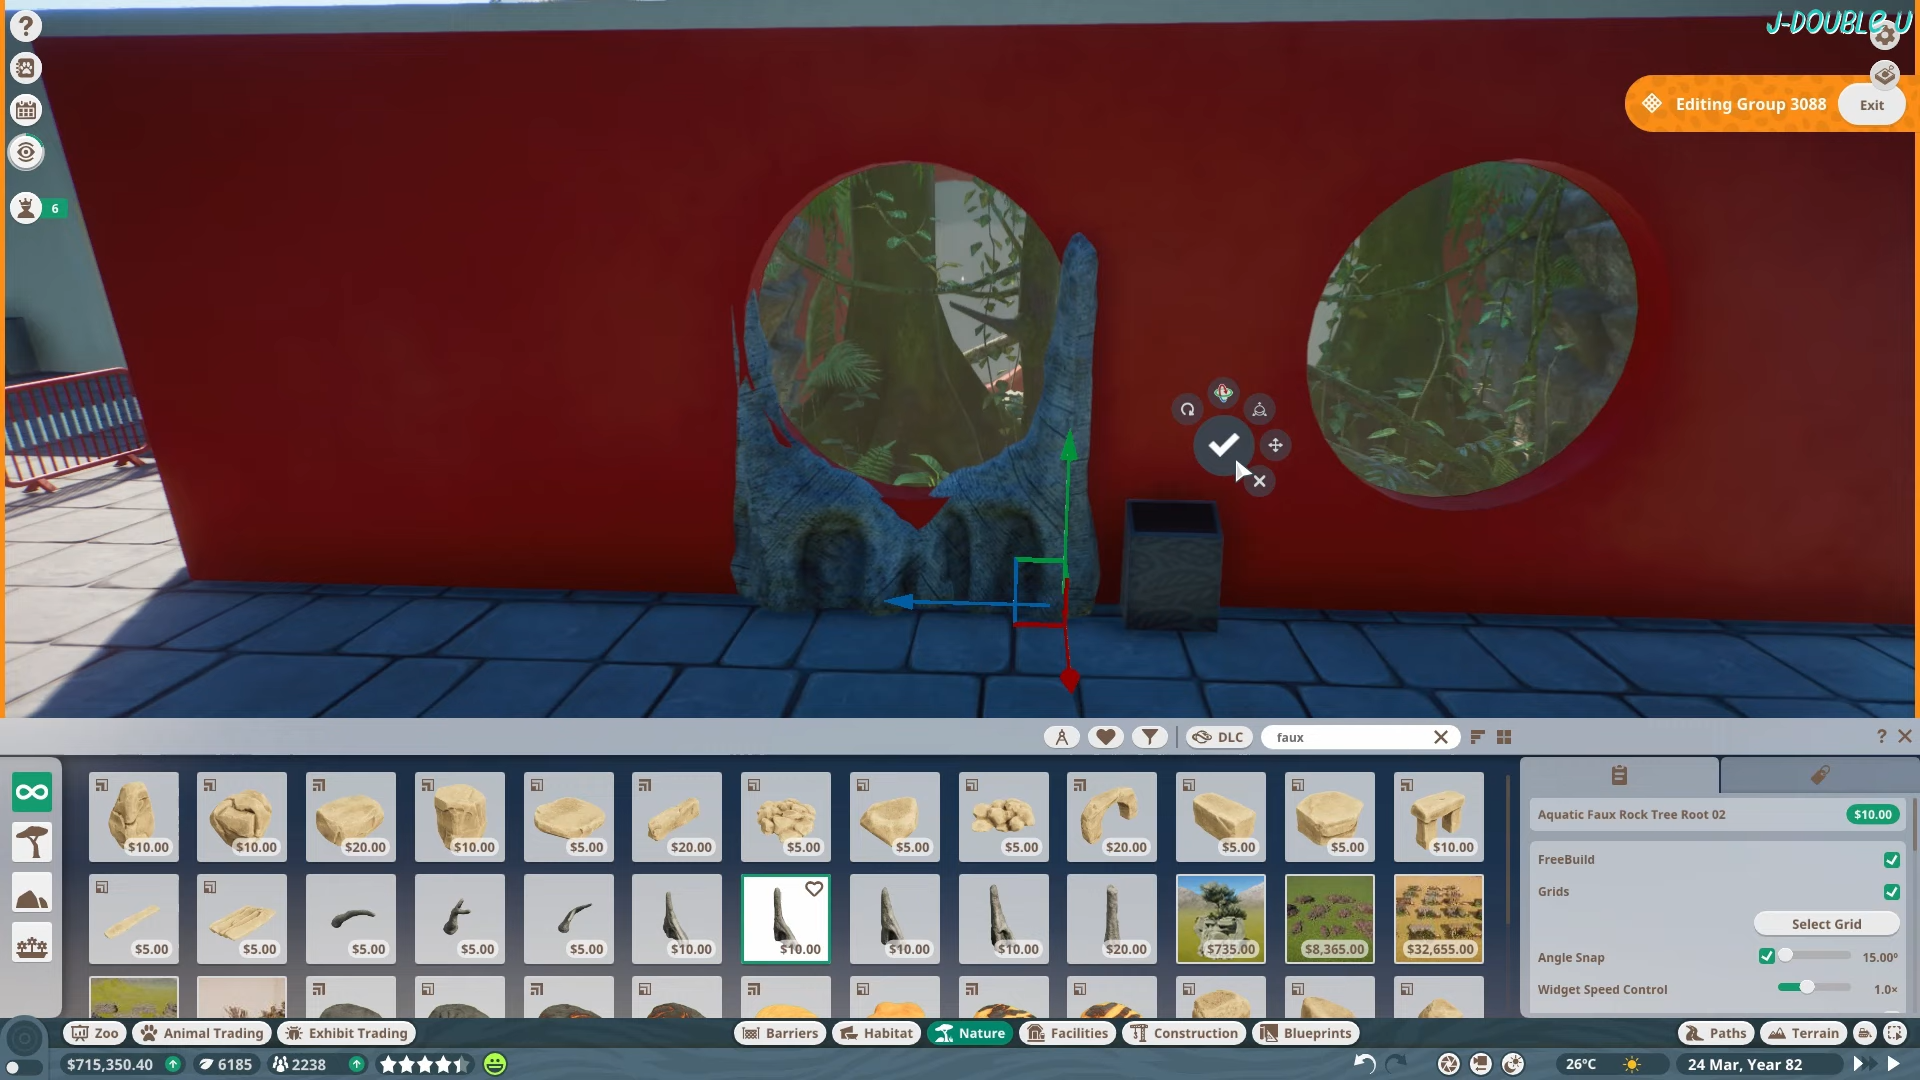 J-DOUBLE U
Editing Group 3088
Exit
6
DLC
faux
$10.00
$10.00
$20.00
$10.00
$5.00
$20.00
$5.00
$5.00
$5.00
$20.00
$5.00
$5.00
$10.00
$5.00
$5.00
$5.00
$5.00
$5.00
$10.00
$10.00
$10.00
$10.00
$20.00
$735.00
$8,365.00
$32,655.00
Aquatic Faux Rock Tree Root 02
$10.00
FreeBuild
Grids
Select Grid
Angle Snap
15.00°
Widget Speed Control
1.0×
Zoo
Animal Trading
Exhibit Trading
Barriers
Habitat
Nature
Facilities
Construction
Blueprints
Paths
Terrain
$715,350.40
6185
2238
26°C
24 Mar, Year 82